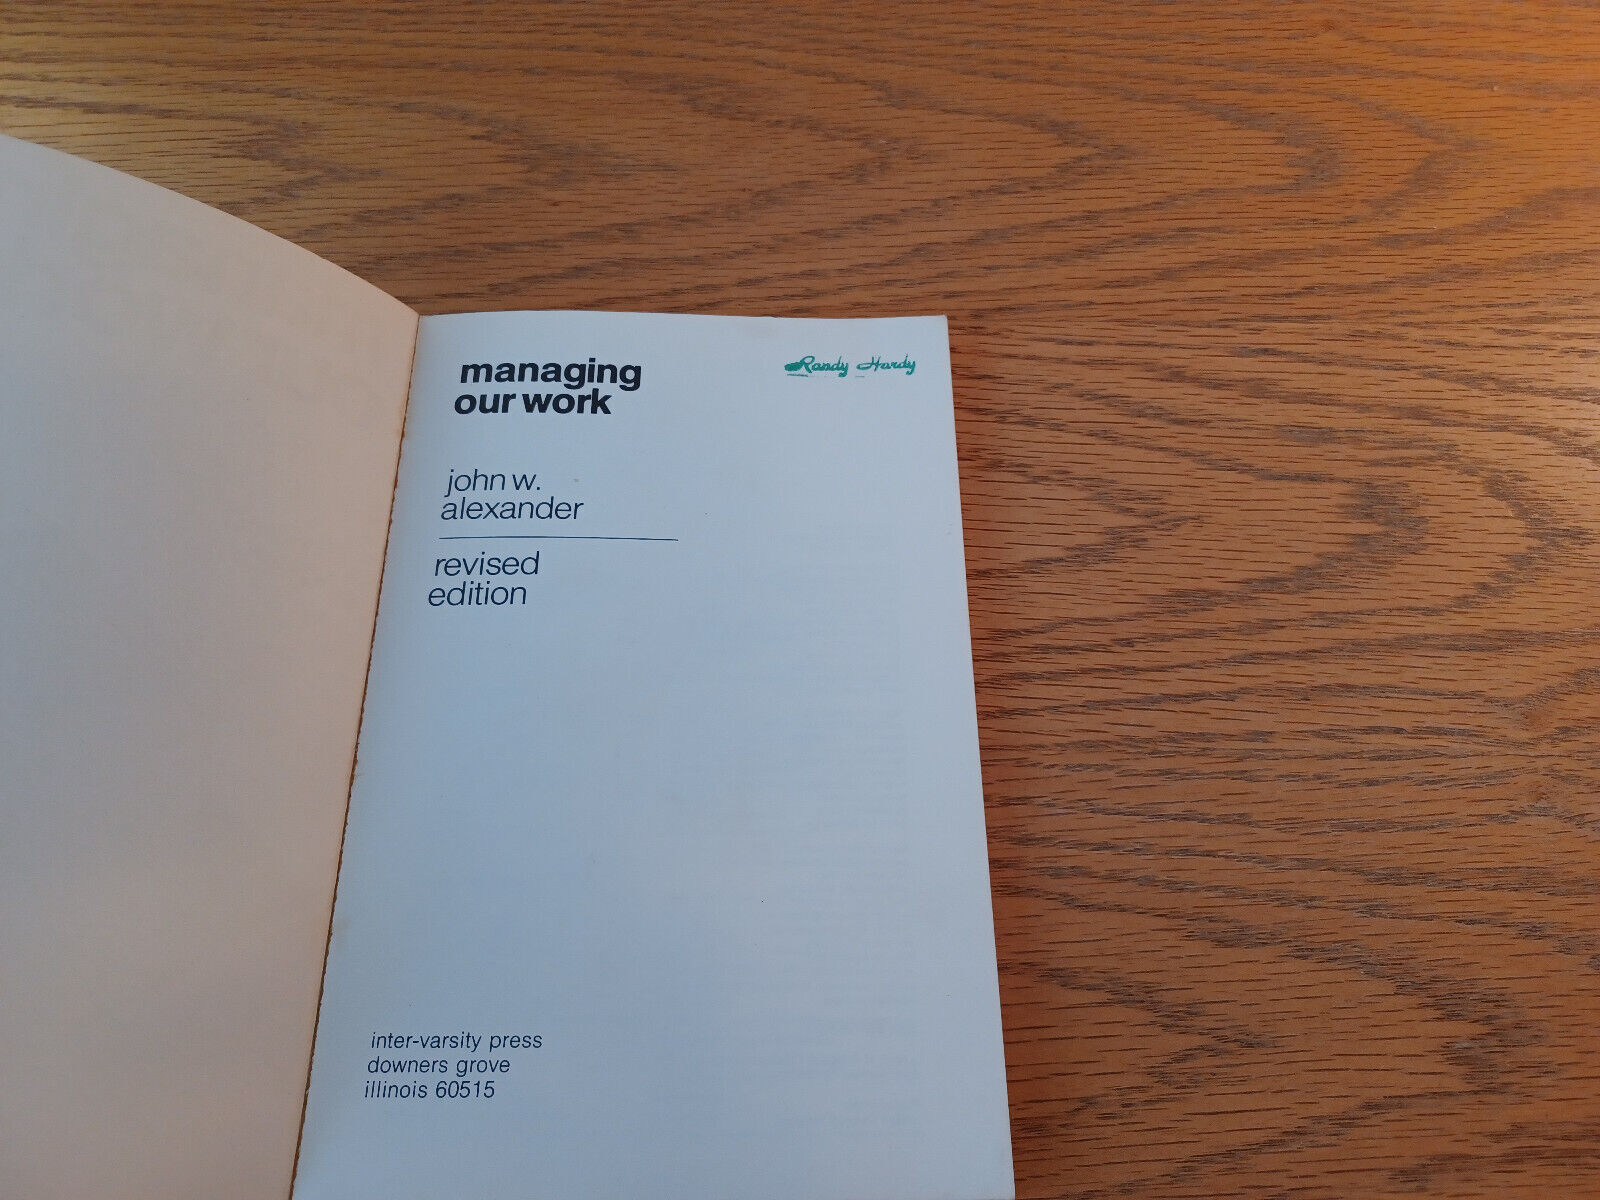 managing
our work
Randy Hardy
john w.
alexander
revised
edition
inter-varsity press
downers grove
illinois 60515